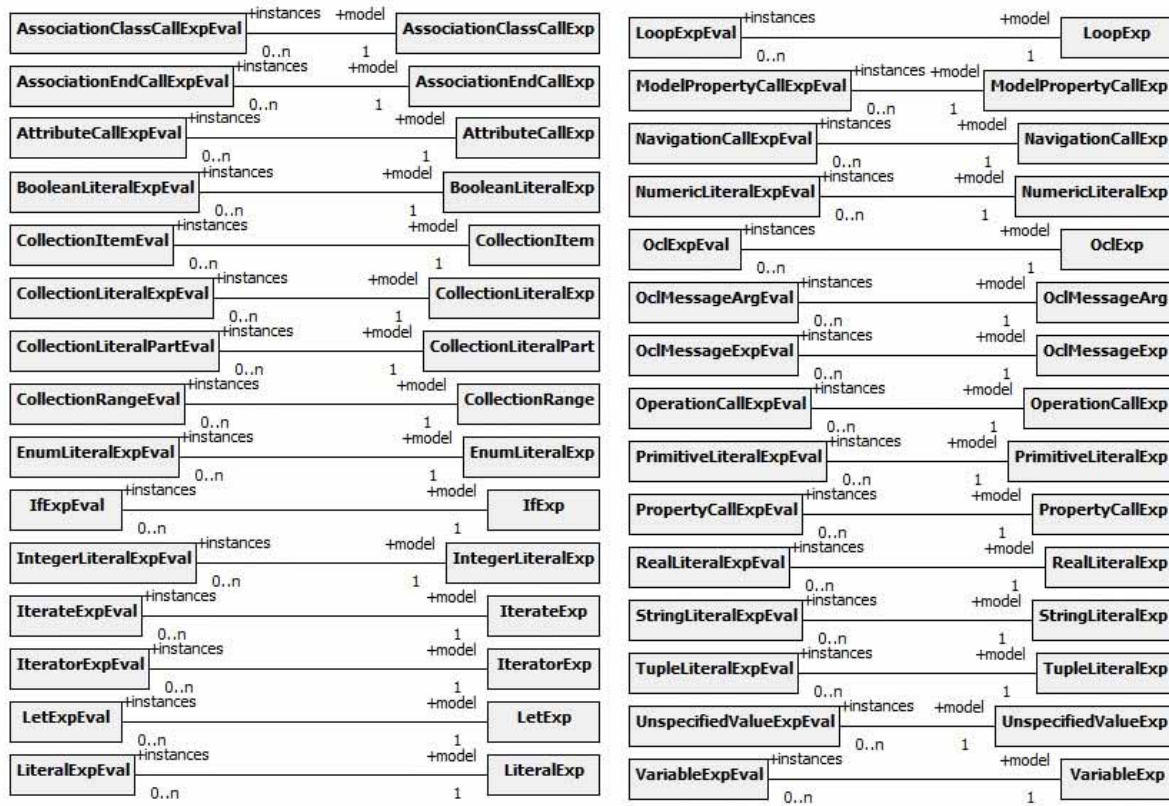 +instances +model
AssociationClassCallExpEval AssociationClassCallExp
0..n 1
+instances +model
AssociationEndCallExpEval AssociationEndCallExp
0..n 1
+instances +model
AttributeCallExpEval AttributeCallExp
0..n 1
+instances +model
BooleanLiteralExpEval BooleanLiteralExp
0..n 1
+instances +model
CollectionItemEval CollectionItem
0..n 1
+instances +model
CollectionLiteralExpEval CollectionLiteralExp
0..n 1
+instances +model
CollectionLiteralPartEval CollectionLiteralPart
0..n 1
+instances +model
CollectionRangeEval CollectionRange
0..n 1
+instances +model
EnumLiteralExpEval EnumLiteralExp
0..n 1
+instances +model
IfExpEval IfExp
0..n 1
+instances +model
IntegerLiteralExpEval IntegerLiteralExp
0..n 1
+instances +model
IterateExpEval IterateExp
0..n 1
+instances +model
IteratorExpEval IteratorExp
0..n 1
+instances +model
LetExpEval LetExp
0..n 1
+instances +model
LiteralExpEval LiteralExp
0..n 1
+instances +model
LoopExpEval LoopExp
0..n 1
+instances +model
ModelPropertyCallExpEval ModelPropertyCallExp
0..n 1
+instances +model
NavigationCallExpEval NavigationCallExp
0..n 1
+instances +model
NumericLiteralExpEval NumericLiteralExp
0..n 1
+instances +model
OclExpEval OclExp
0..n 1
+instances +model
OclMessageArgEval OclMessageArg
0..n 1
+instances +model
OclMessageExpEval OclMessageExp
0..n 1
+instances +model
OperationCallExpEval OperationCallExp
0..n 1
+instances +model
PrimitiveLiteralExpEval PrimitiveLiteralExp
0..n 1
+instances +model
PropertyCallExpEval PropertyCallExp
0..n 1
+instances +model
RealLiteralExpEval RealLiteralExp
0..n 1
+instances +model
StringLiteralExpEval StringLiteralExp
0..n 1
+instances +model
TupleLiteralExpEval TupleLiteralExp
0..n 1
+instances +model
UnspecifiedValueExpEval UnspecifiedValueExp
0..n 1
+instances +model
VariableExpEval VariableExp
0..n 1